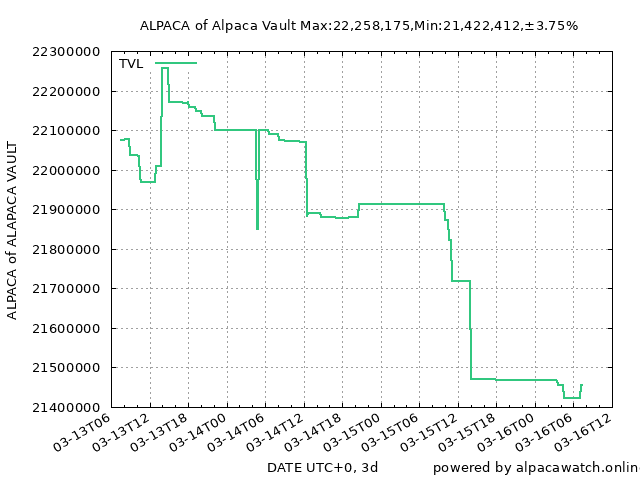 ALPACA of Alpaca Vault Max:22,258,175,Min:21,422,412,±3.75%
TVL
22300000
22200000
22100000
22000000
21900000
21800000
21700000
21600000
21500000
21400000
ALPACA of ALAPACA VAULT
03-13T06
03-13T12
03-13T18
03-14T00
03-14T06
03-14T12
03-14T18
03-15T00
03-15T06
03-15T12
03-15T18
03-16T00
03-16T06
03-16T12
DATE UTC+0, 3d
powered by alpacawatch.onlin